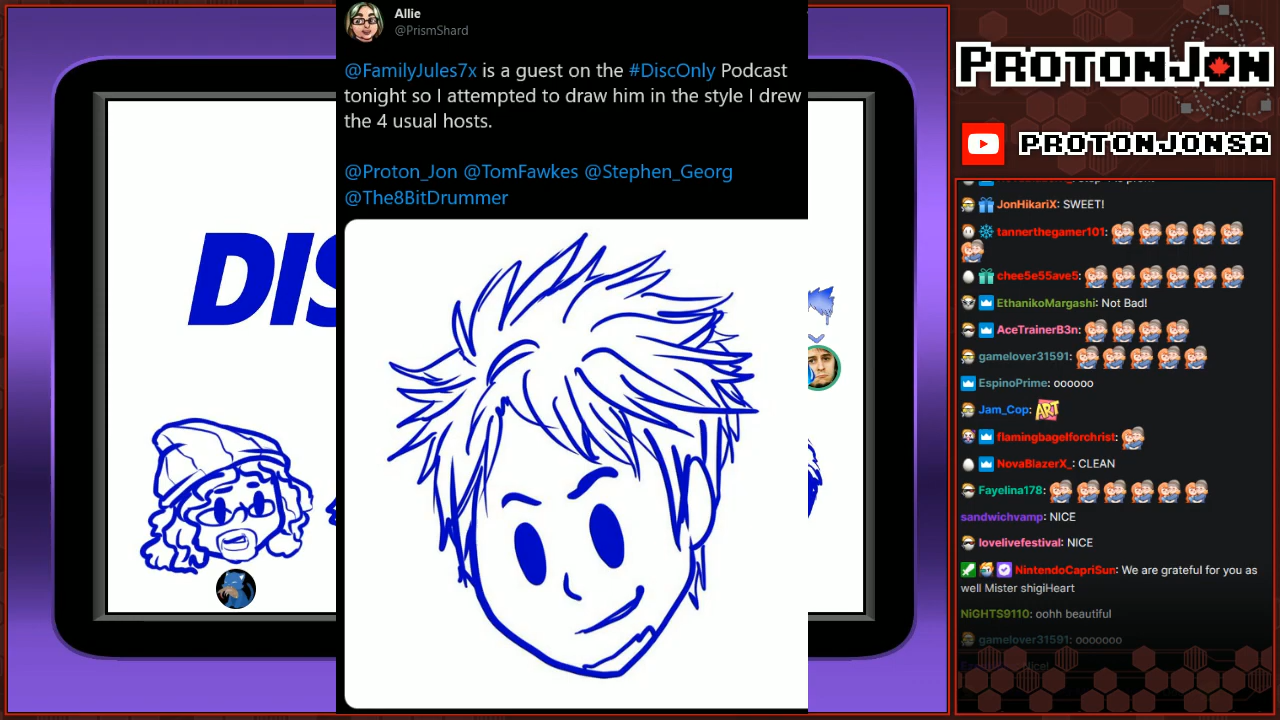 Allie
@PrismShard
@FamilyJules7x is a guest on the #DiscOnly Podcast
tonight so I attempted to draw him in the style I drew
the 4 usual hosts.
@Proton_Jon @TomFawkes @Stephen_Georg
@The8BitDrummer
DIS
PROTONJON
PROTONJONSA
JonHikariX: SWEET!
tannerthegamer101:
chee5e55ave5:
EthanikoMargashi: Not Bad!
AceTrainerB3n:
gamelover31591:
EspinoPrime: oooooo
Jam_Cop: ART
flamingbagelforchrist:
NovaBlazerX_: CLEAN
Fayelina178:
sandwichvamp: NICE
lovelivefestival: NICE
NintendoCapriSun: We are grateful for you as
well Mister shigiHeart
NiGHTS9110: oohh beautiful
gamelover31591: ooooooo